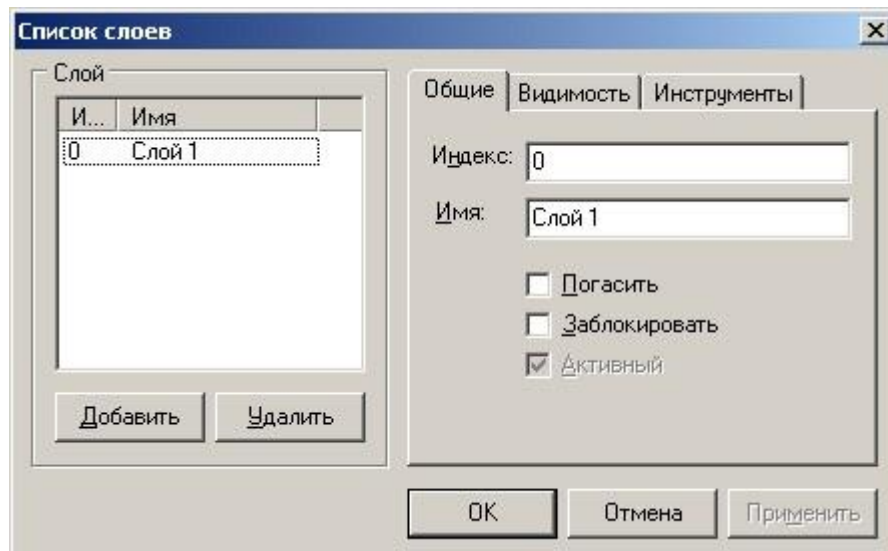 Список слоев
Слой
И... Имя
0 Слой 1
Добавить Удалить
Общие Видимость Инструменты
Индекс: 0
Имя: Слой 1
Погасить
Заблокировать
Активный
OK Отмена Применить